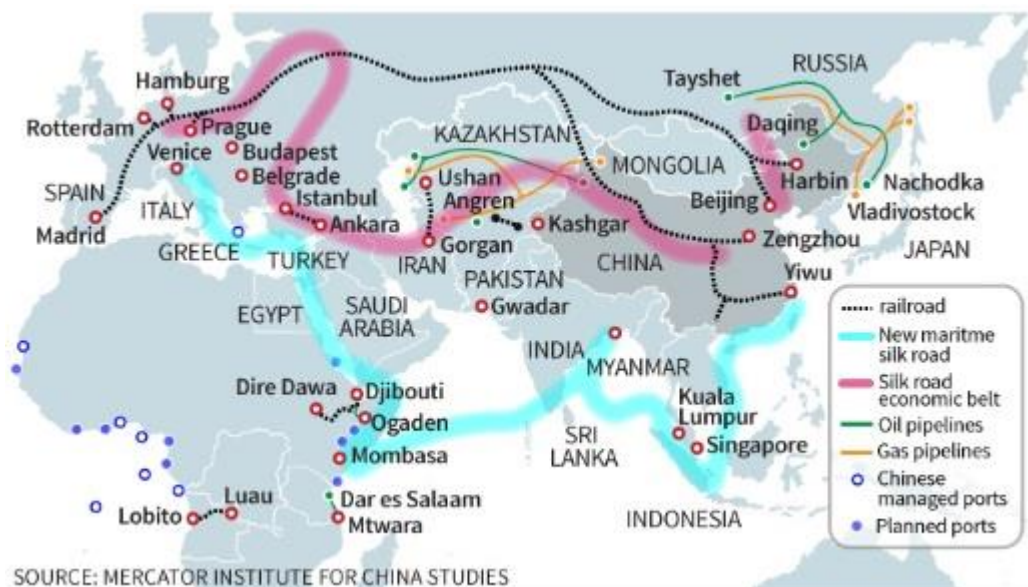 Hamburg
Rotterdam
Prague
Venice
Budapest
Belgrade
SPAIN
Madrid
ITALY
GREECE
Istanbul
Ankara
TURKEY
Tayshet
RUSSIA
Daqing
KAZAKHSTAN
MONGOLIA
Ushan
Angren
Harbin
Nachodka
Beijing
Vladivostock
Kashgar
Zengzhou
JAPAN
Gorgan
IRAN
CHINA
PAKISTAN
Yiwu
EGYPT
SAUDI
ARABIA
Gwadar
INDIA
MYANMAR
Dire Dawa
Djibouti
Ogaden
Kuala
Lumpur
SRI
LANKA
Singapore
Mombasa
Luau
Lobito
Dar es Salaam
Mtwara
INDONESIA
railroad
New maritme
silk road
Silk road
economic belt
Oil pipelines
Gas pipelines
Chinese
managed ports
Planned ports
SOURCE: MERCATOR INSTITUTE FOR CHINA STUDIES